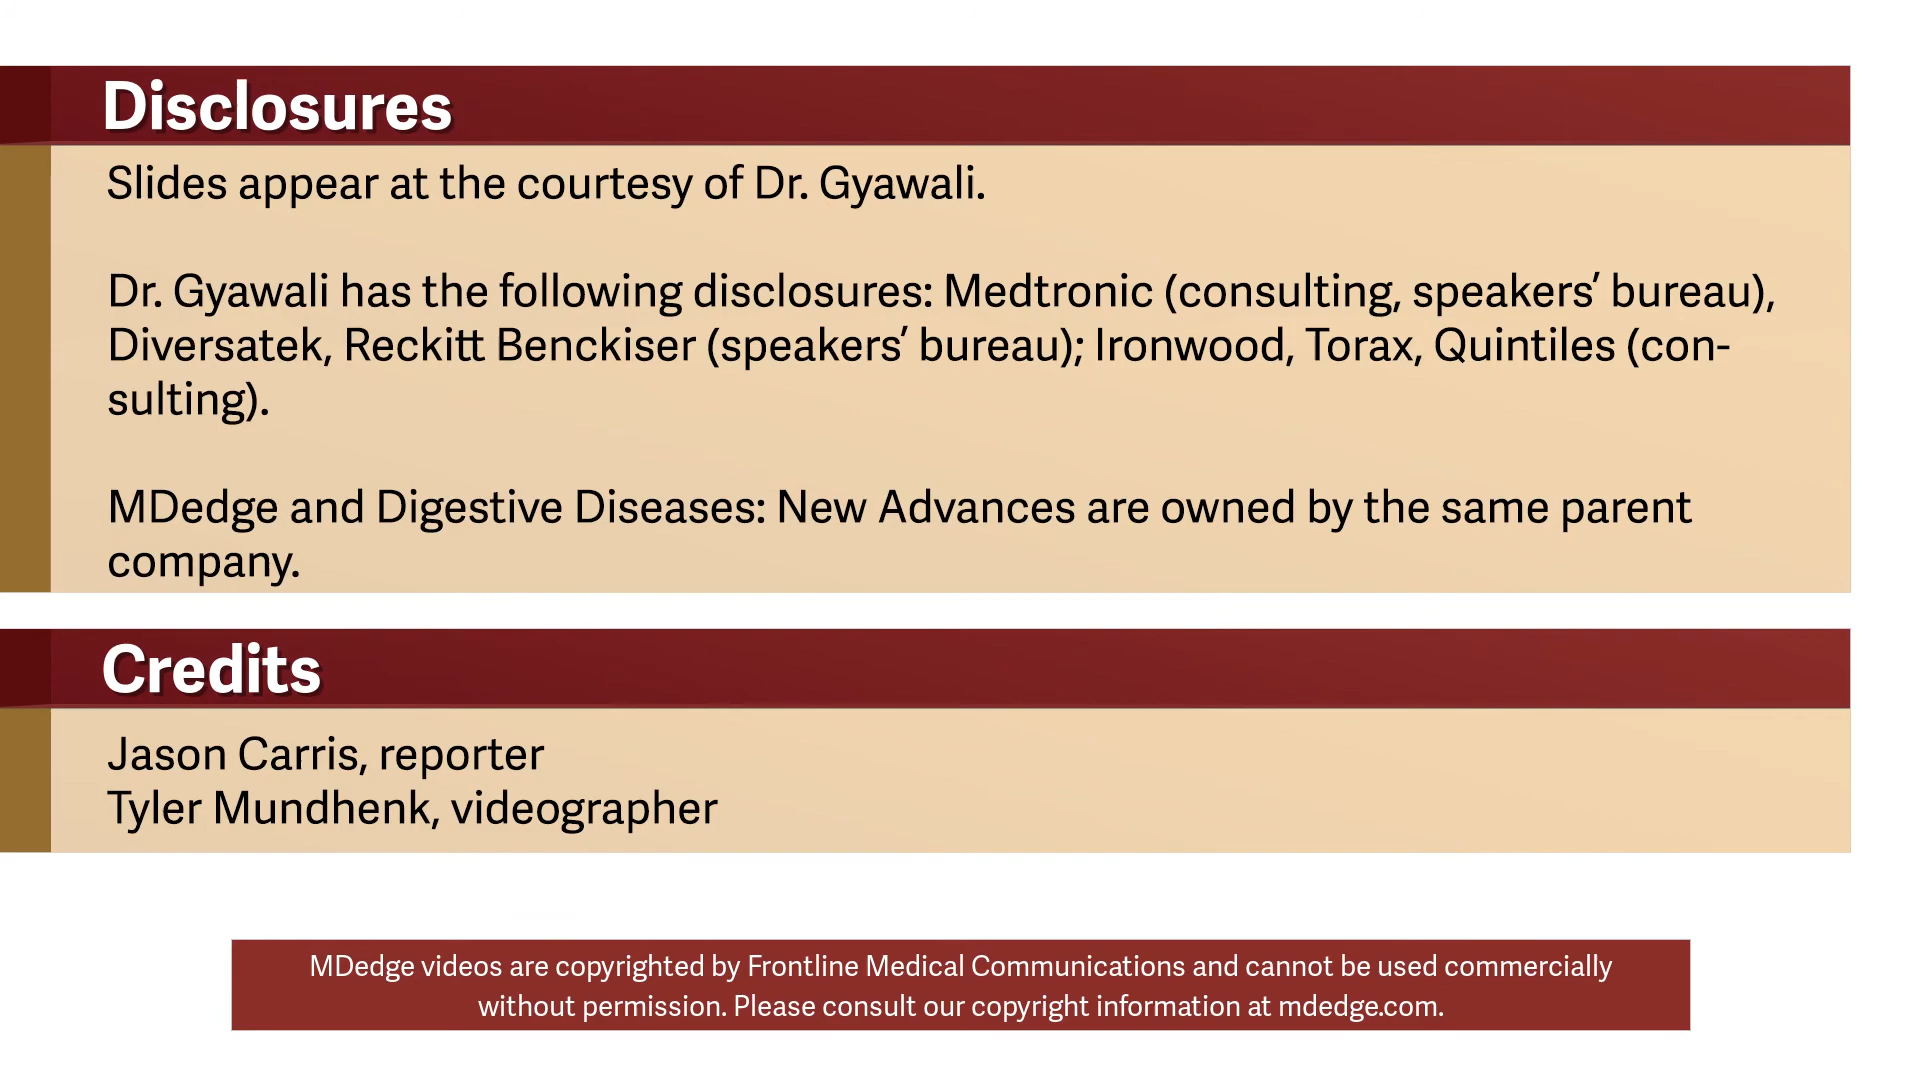 Disclosures
Slides appear at the courtesy of Dr. Gyawali.
Dr. Gyawali has the following disclosures: Medtronic (consulting, speakers’ bureau),
Diversatek, Reckitt Benckiser (speakers’ bureau); Ironwood, Torax, Quintiles (con-
sulting).
MDedge and Digestive Diseases: New Advances are owned by the same parent
company.
Credits
Jason Carris, reporter
Tyler Mundhenk, videographer
MDedge videos are copyrighted by Frontline Medical Communications and cannot be used commercially
without permission. Please consult our copyright information at mdedge.com.